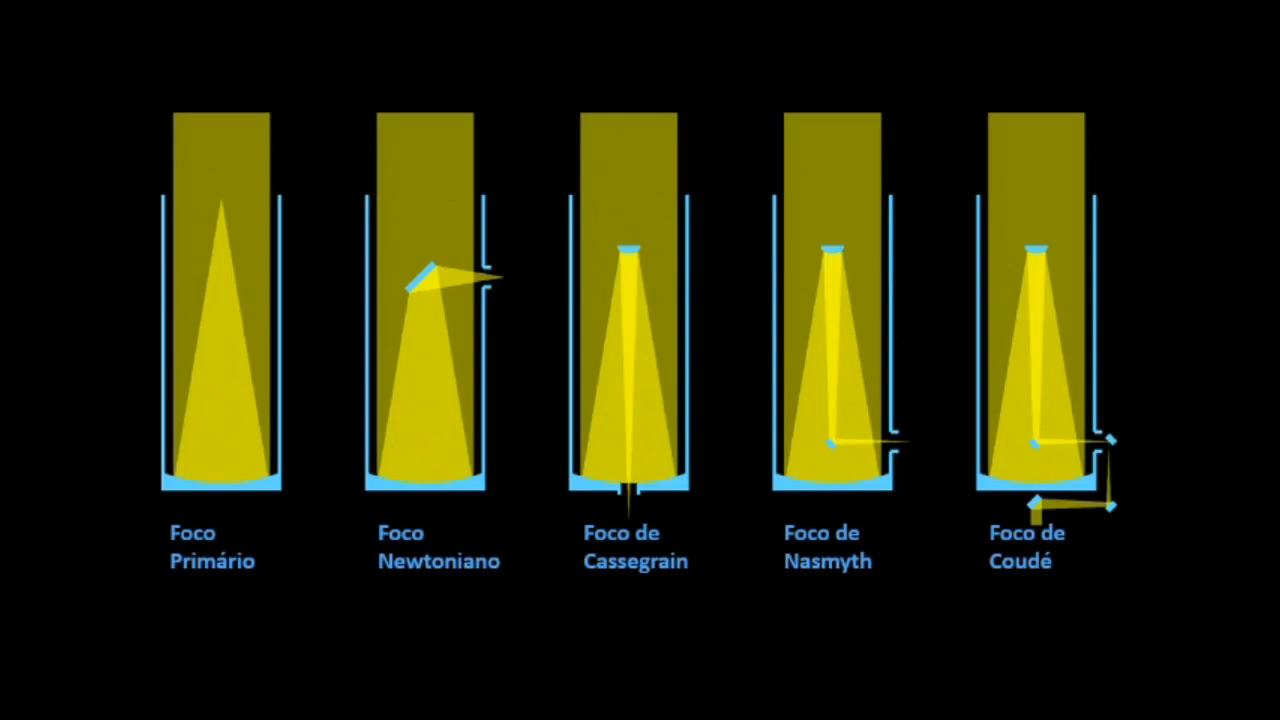 Foco
Primário
Foco
Newtoniano
Foco de
Cassegrain
Foco de
Nasmyth
Foco de
Coudé